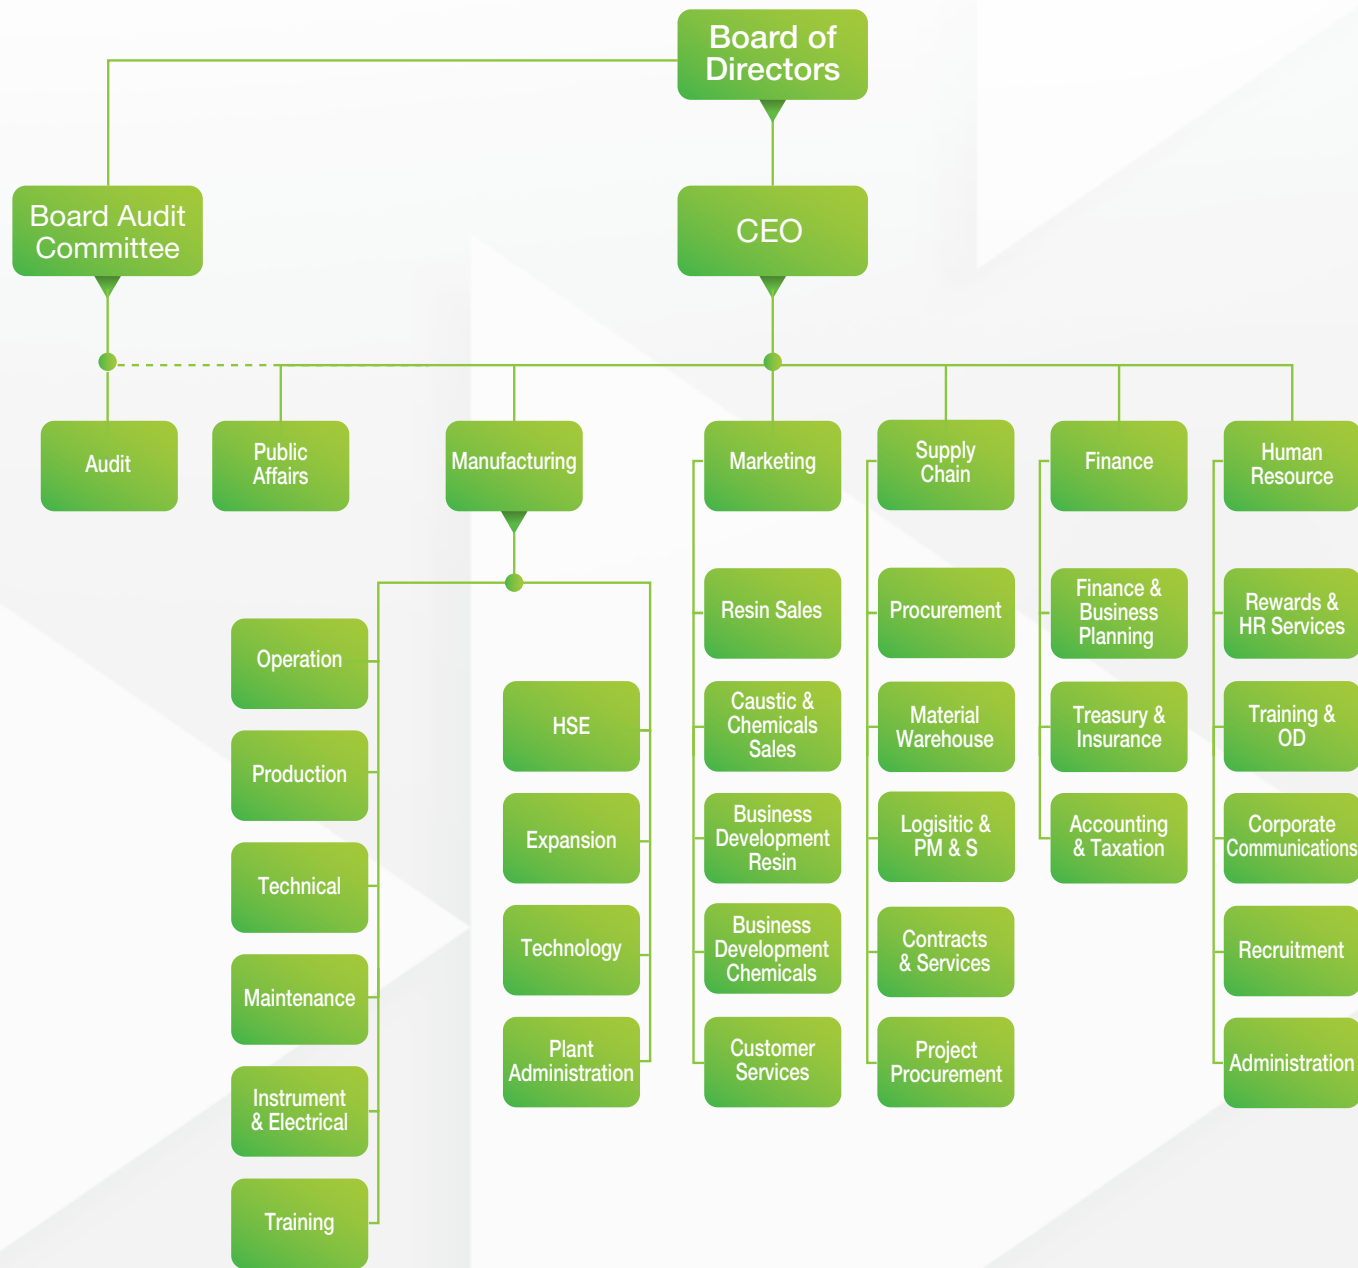 Board of
Directors
Board Audit
Committee
CEO
Audit
Public
Affairs
Manufacturing
Marketing
Supply
Chain
Finance
Human
Resource
Operation
Production
Technical
Maintenance
Instrument
& Electrical
Training
HSE
Expansion
Technology
Plant
Administration
Resin Sales
Caustic &
Chemicals
Sales
Business
Development
Resin
Business
Development
Chemicals
Customer
Services
Procurement
Material
Warehouse
Logisitic &
PM & S
Contracts
& Services
Project
Procurement
Finance &
Business
Planning
Treasury &
Insurance
Accounting
& Taxation
Rewards &
HR Services
Training &
OD
Corporate
Communications
Recruitment
Administration